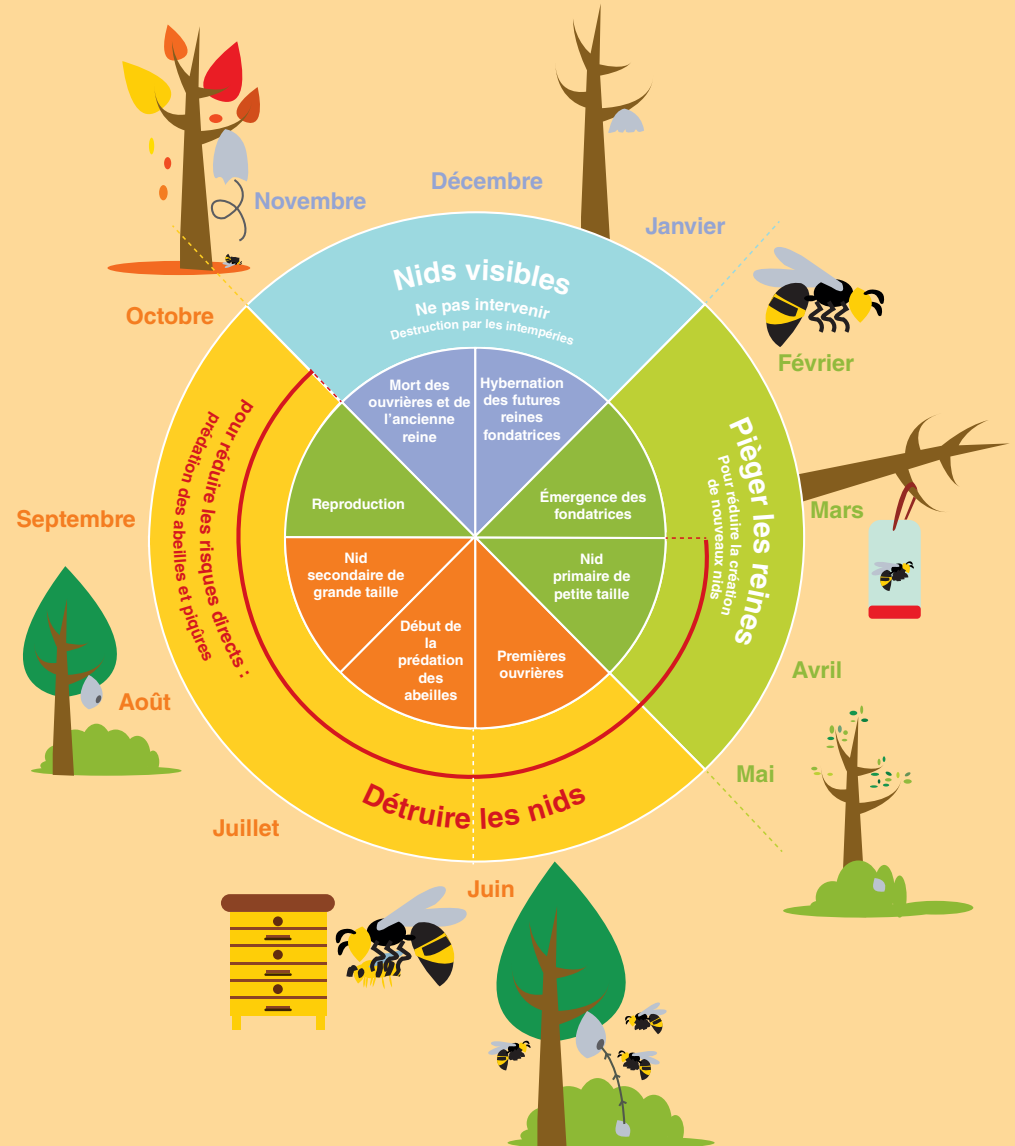 Décembre
Novembre
Janvier
Nids visibles
Ne pas intervenir
Destruction par les intempéries
Octobre
Février
Mort des
ouvrières et de
l'ancienne
reine
Hybernation
des futures
reines
fondatrices
pour réduire les risques directs :
prédation des abeilles et piqûres
Reproduction
Émergence des
fondatrices
Pièger les reines
Pour réduire la création
de nouveaux nids
Mars
Septembre
Nid
secondaire de
grande taille
Nid
primaire de
petite taille
Début de
la
prédation
des
abeilles
Premières
ouvrières
Avril
Août
Mai
Détruire les nids
Juillet
Juin